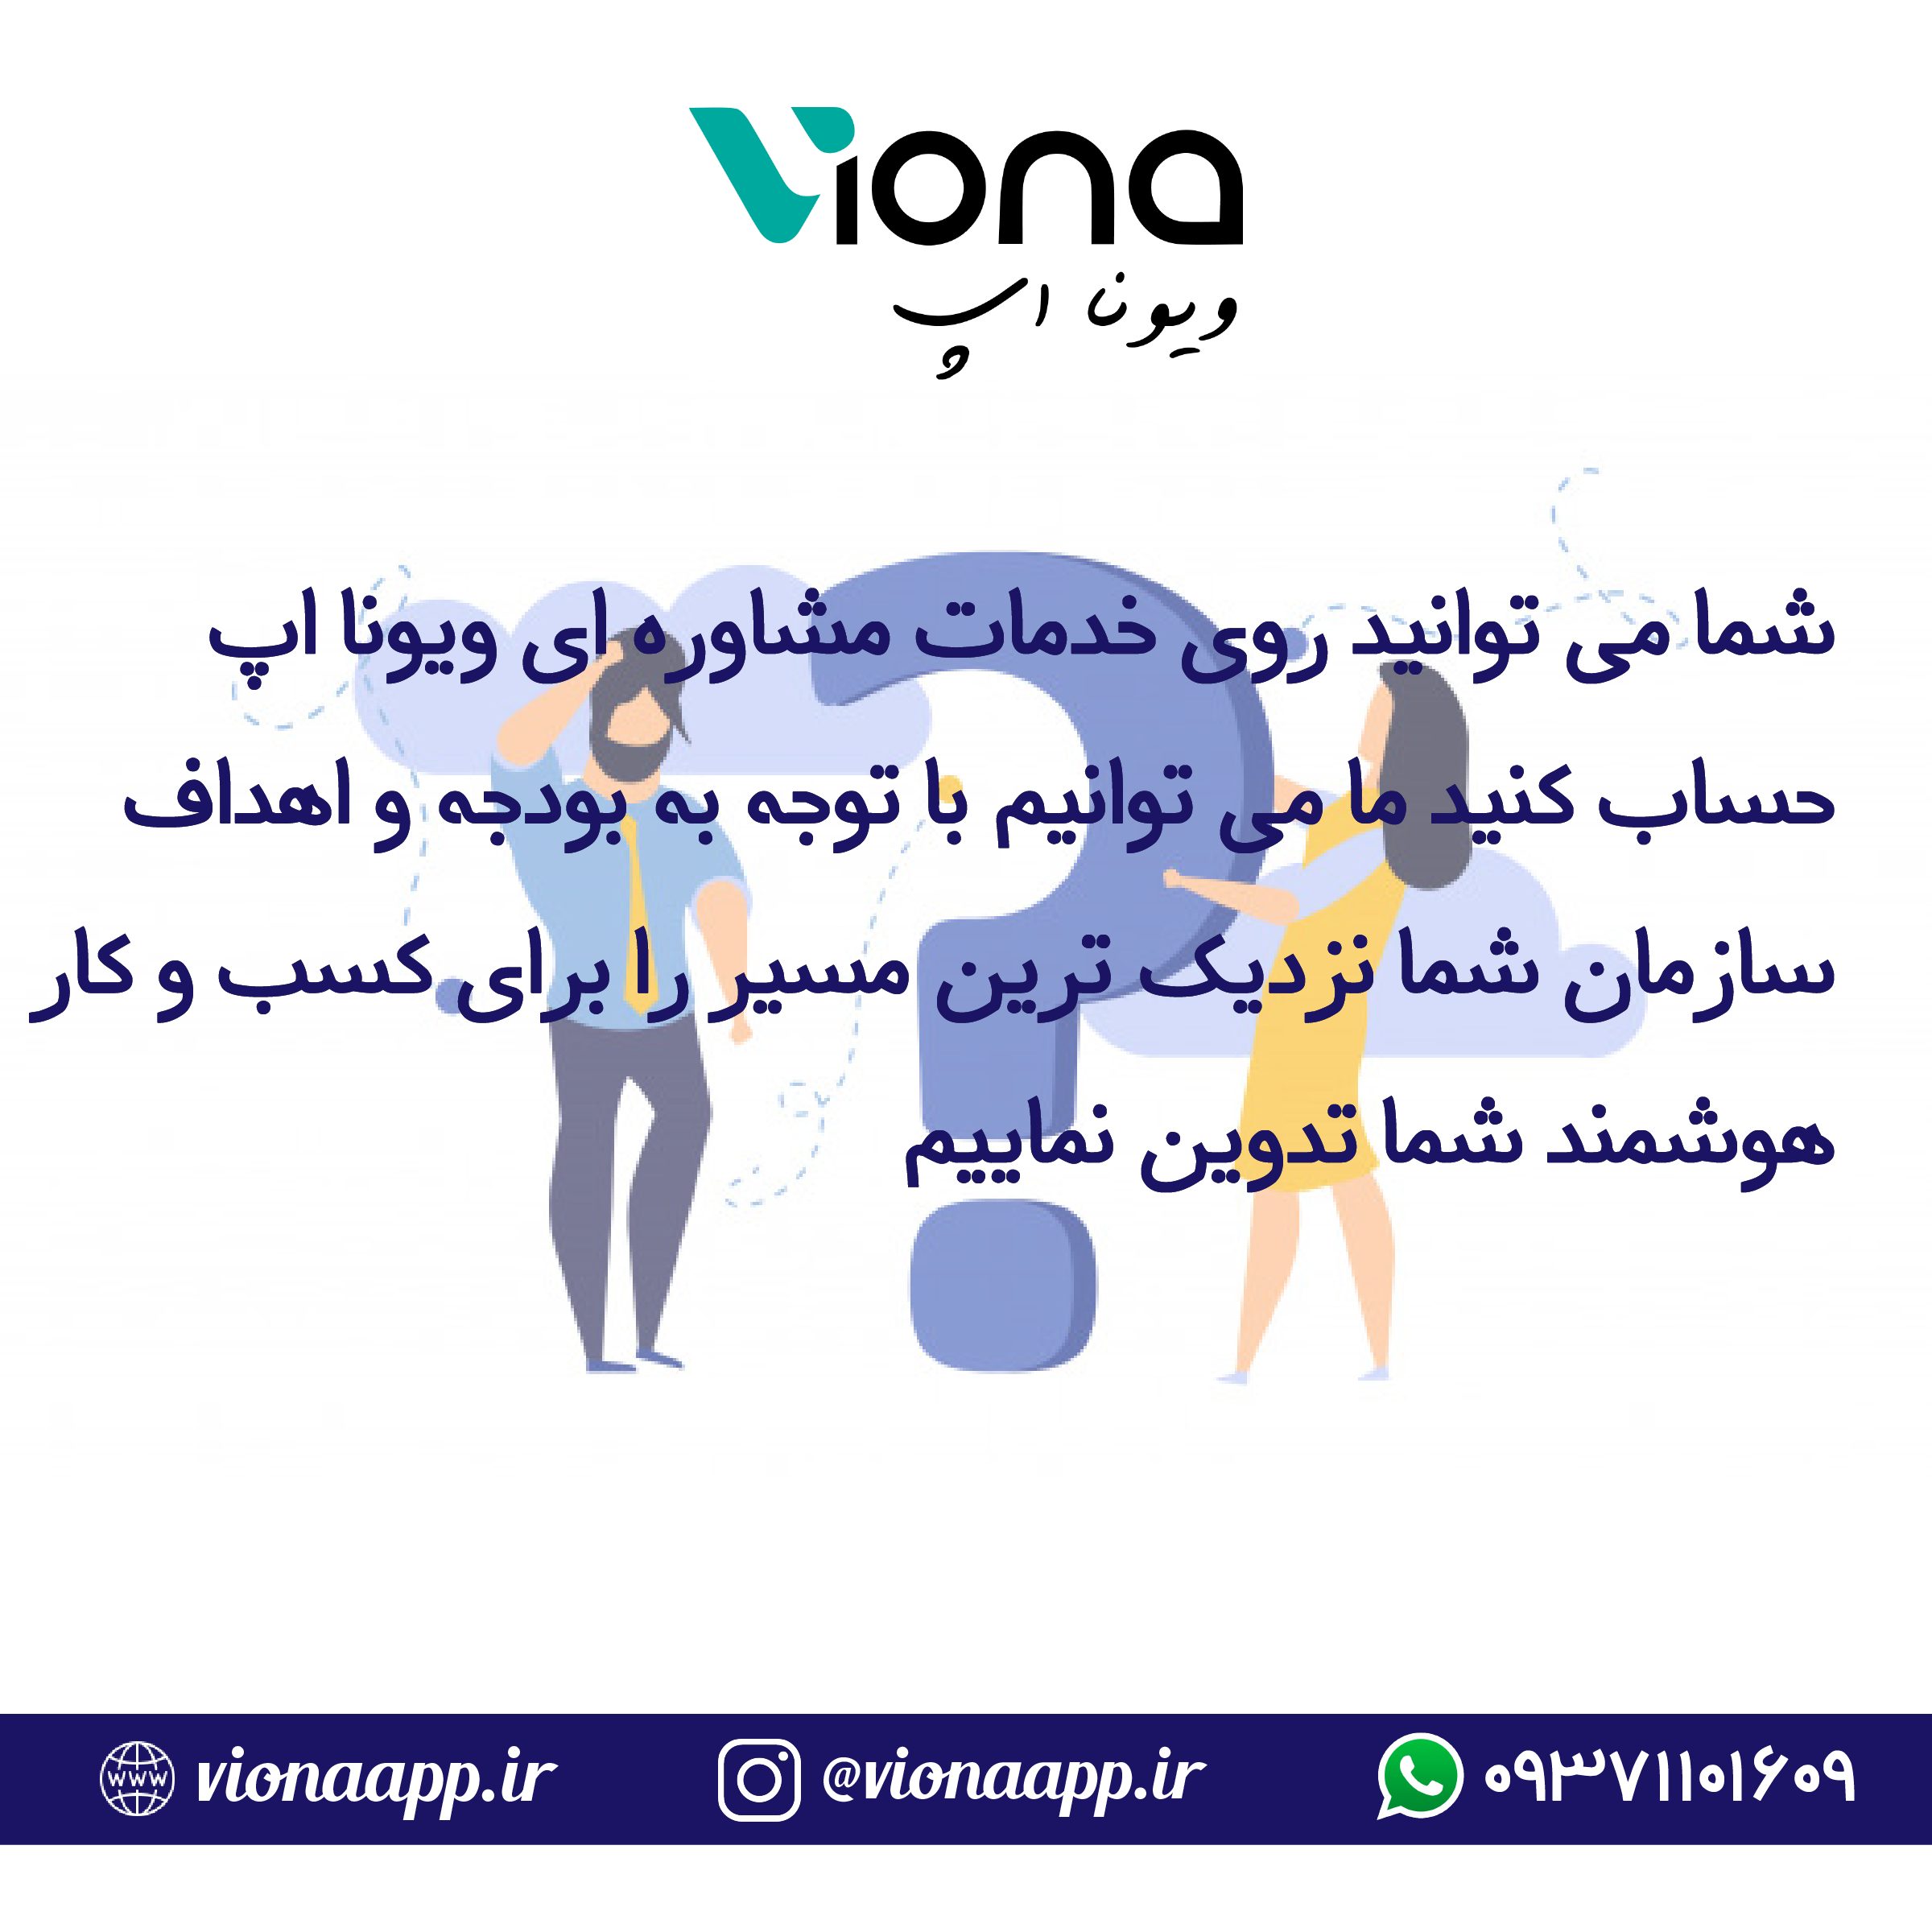 Viona
ویونا اپ
شما می توانید روی خدمات مشاوره ای ویونا اپ
حساب کنید ما می توانیم با توجه به بودجه و اهداف
سازمان شما نزدیک ترین مسیر را برای کسب و کار
هوشمند شما تدوین نماییم
www vionaapp.ir
@vionaapp.ir
۰۹۳۷۱۱۰۱۶۰۹